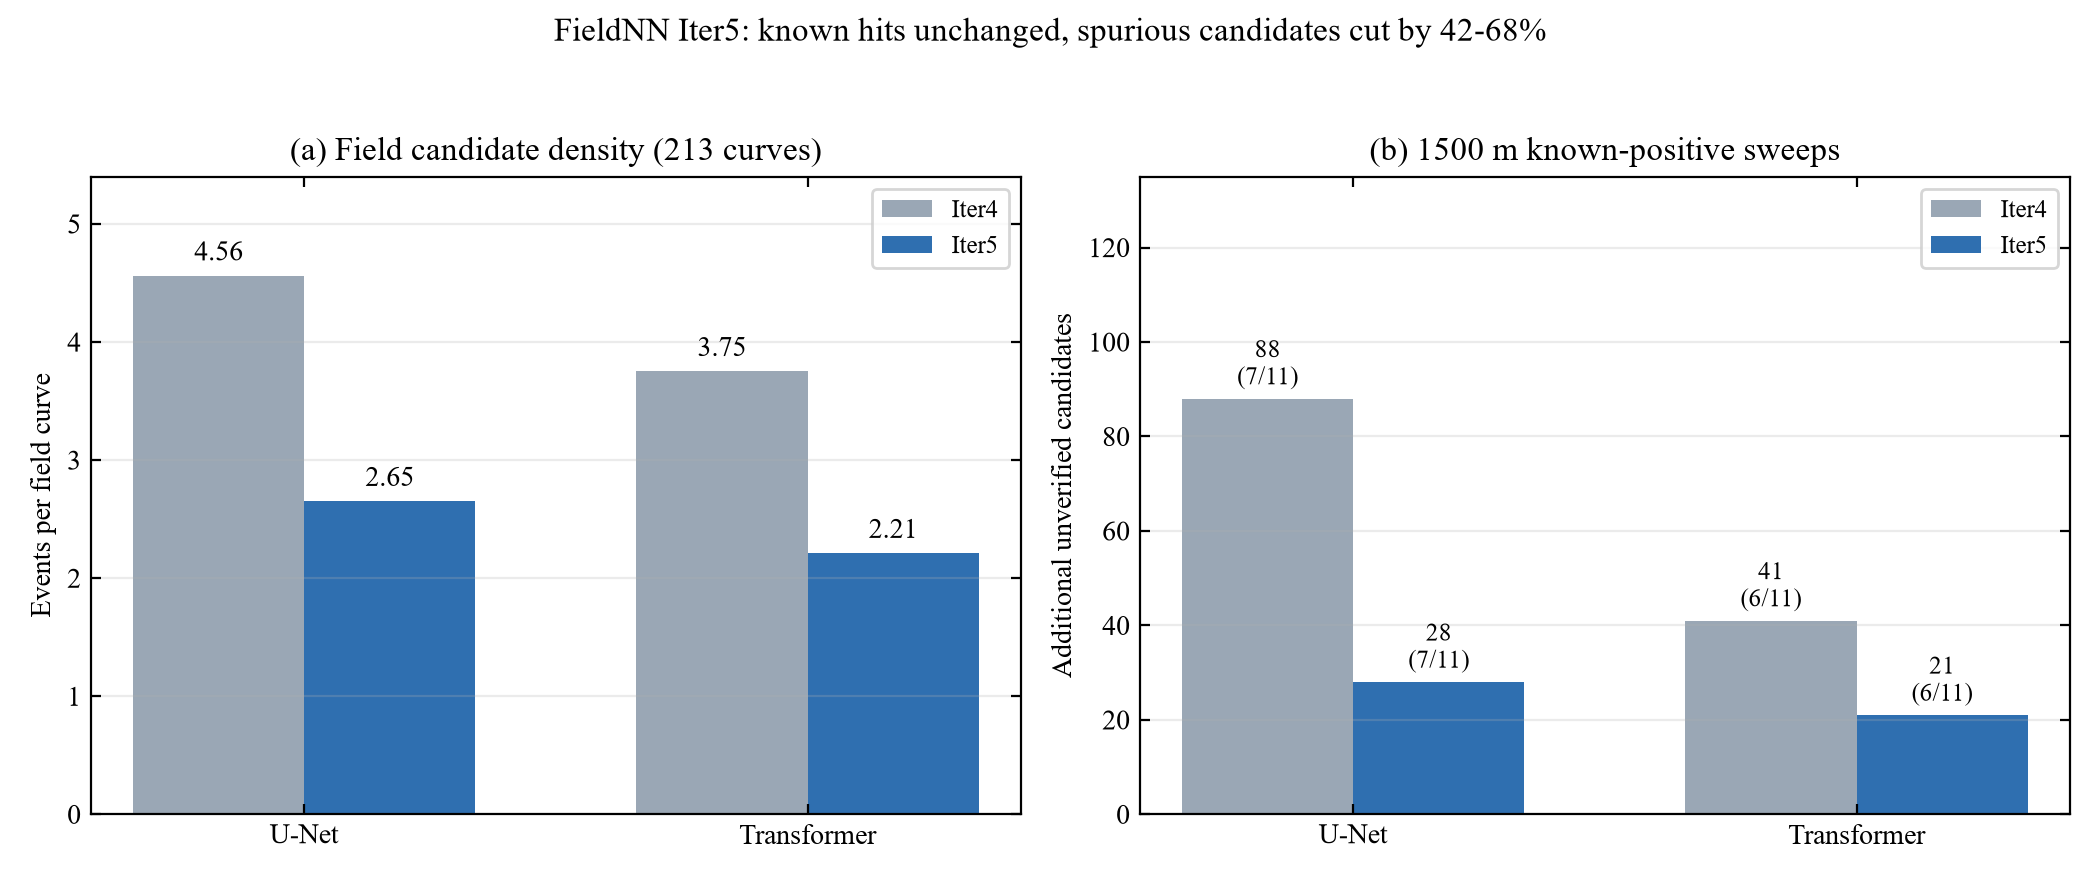 FieldNN Iter5: known hits unchanged, spurious candidates cut by 42-68%
(a) Field candidate density (213 curves)
Events per field curve
5
4
3
2
1
0
4.56
2.65
3.75
2.21
Iter4
Iter5
U-Net
Transformer
(b) 1500 m known-positive sweeps
Additional unverified candidates
120
100
80
60
40
20
0
88
(7/11)
28
(7/11)
41
(6/11)
21
(6/11)
Iter4
Iter5
U-Net
Transformer